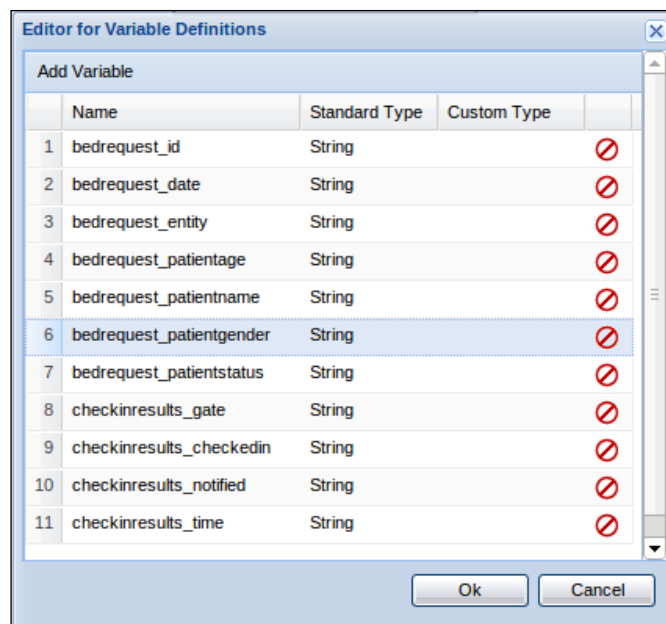 Editor for Variable Definitions
Add Variable
Name Standard Type Custom Type
1 bedrequest_id String
2 bedrequest_date String
3 bedrequest_entity String
4 bedrequest_patientage String
5 bedrequest_patientname String
6 bedrequest_patientgender String
7 bedrequest_patientstatus String
8 checkinresults_gate String
9 checkinresults_checkedin String
10 checkinresults_notified String
11 checkinresults_time String
Ok Cancel